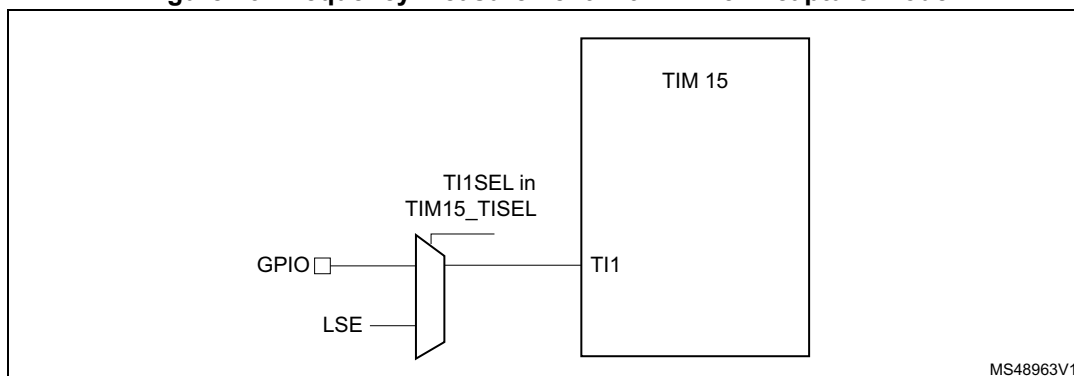 TIM 15
TI1SEL in
TIM15_TISEL
GPIO
TI1
LSE
MS48963V1